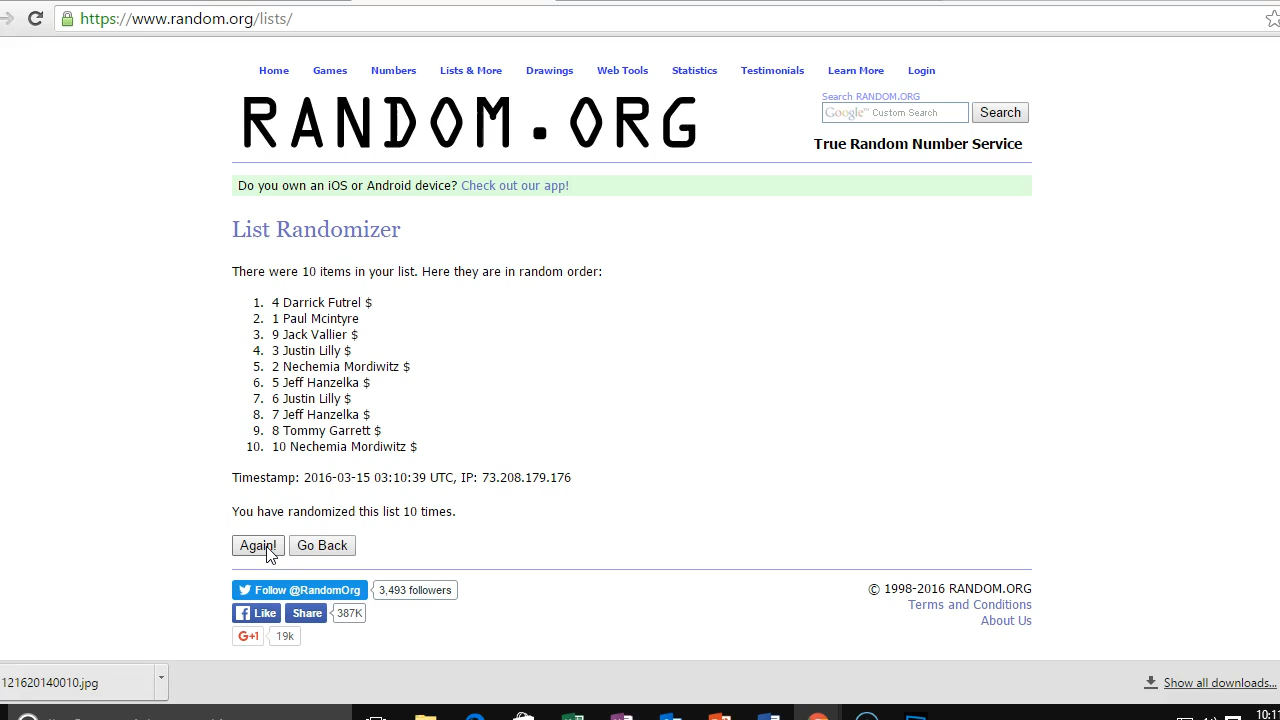 https://www.random.org/lists/
Home Games Numbers Lists & More Drawings Web Tools Statistics Testimonials Learn More Login
RANDOM.ORG
Search RANDOM.ORG
Google™ Custom Search Search
True Random Number Service
Do you own an iOS or Android device? Check out our app!
List Randomizer
There were 10 items in your list. Here they are in random order:
1. 4 Darrick Futrel $
2. 1 Paul Mcintyre
3. 9 Jack Vallier $
4. 3 Justin Lilly $
5. 2 Nechemia Mordiwitz $
6. 5 Jeff Hanzelka $
7. 6 Justin Lilly $
8. 7 Jeff Hanzelka $
9. 8 Tommy Garrett $
10. 10 Nechemia Mordiwitz $
Timestamp: 2016-03-15 03:10:39 UTC, IP: 73.208.179.176
You have randomized this list 10 times.
Again! Go Back
Follow @RandomOrg 3,493 followers
Like Share 387K
G+1 19k
© 1998-2016 RANDOM.ORG
Terms and Conditions
About Us
121620140010.jpg
Show all downloads...